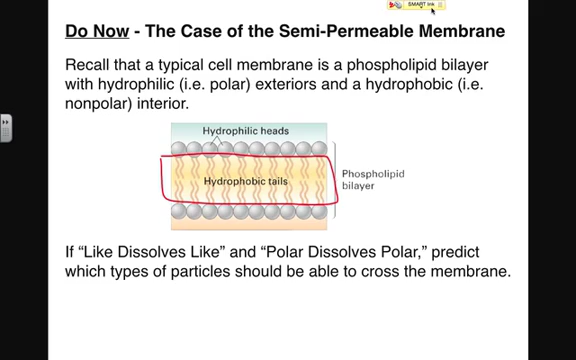 SMART Ink
Do Now - The Case of the Semi-Permeable Membrane
Recall that a typical cell membrane is a phospholipid bilayer
with hydrophilic (i.e. polar) exteriors and a hydrophobic (i.e.
nonpolar) interior.
Hydrophilic heads
Hydrophobic tails
Phospholipid
bilayer
If “Like Dissolves Like” and “Polar Dissolves Polar,” predict
which types of particles should be able to cross the membrane.